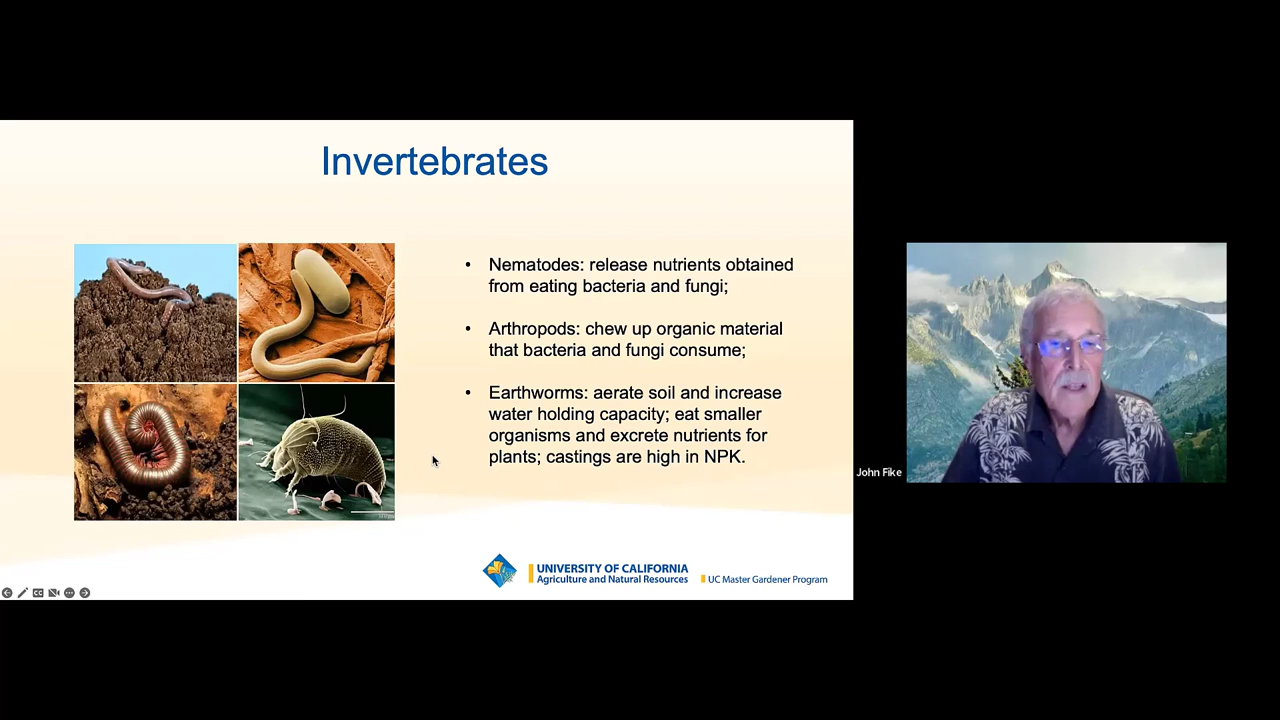 Invertebrates
• Nematodes: release nutrients obtained
from eating bacteria and fungi;
• Arthropods: chew up organic material
that bacteria and fungi consume;
• Earthworms: aerate soil and increase
water holding capacity; eat smaller
organisms and excrete nutrients for
plants; castings are high in NPK.
UNIVERSITY OF CALIFORNIA
Agriculture and Natural Resources
UC Master Gardener Program
CC
John Fike